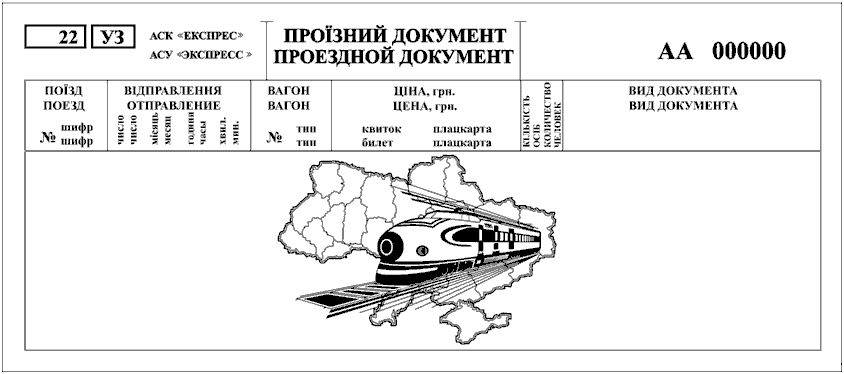 22 УЗ АСК «ЕКСПРЕС» ПРОЇЗНИЙ ДОКУМЕНТ
АСУ «ЭКСПРЕСС » ПРОЕЗДНОЙ ДОКУМЕНТ АА 000000
ПОЇЗД ВІДПРАВЛЕННЯ ВАГОН ЦІНА, грн. ВИД ДОКУМЕНТА
ПОЕЗД ОТПРАВЛЕНИЕ ВАГОН ЦЕНА, грн. ВИД ДОКУМЕНТА
№ шифр № тип квиток плацкарта
шифр тип билет плацкарта
число
число
місяць
месяц
година
часы
хвил.
мин.
КІЛЬКІСТЬ
ОСІБ
КОЛИЧЕСТВО
ЧЕЛОВЕК